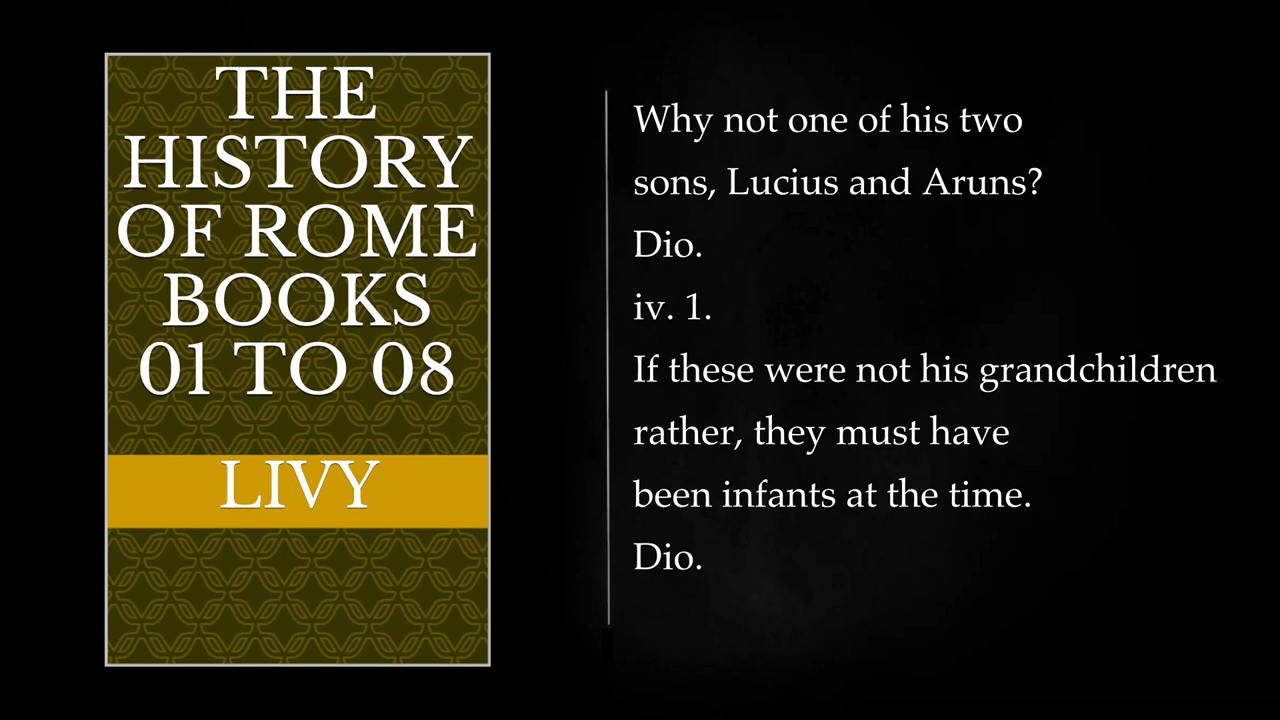 THE
HISTORY
OF ROME
BOOKS
01 TO 08
LIVY
Why not one of his two
sons, Lucius and Aruns?
Dio.
iv. 1.
If these were not his grandchildren
rather, they must have
been infants at the time.
Dio.